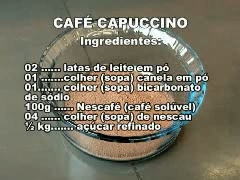 CAFÉ CAPUCCINO
Ingredientes:
02 ...... latas de leite em pó
01 .......colher (sopa) canela em pó
01.......colher (sopa) bicarbonato
de sódio
100g ....... Nescafé (café solúvel)
04 ...... colher (sopa) de nescau
½ kg....... açucar refinado